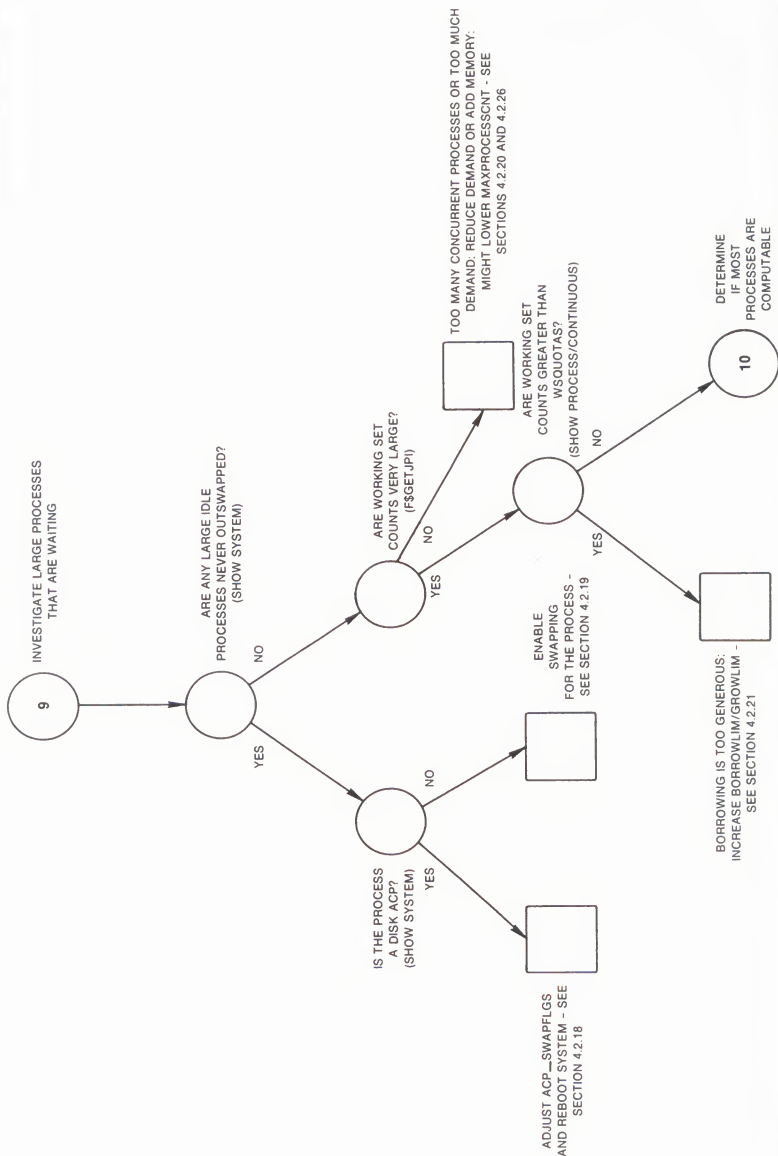 9
INVESTIGATE LARGE PROCESSES
THAT ARE WAITING
ARE ANY LARGE IDLE
PROCESSES NEVER OUTSWAPPED?
(SHOW SYSTEM)
YES
NO
IS THE PROCESS
A DISK ACP?
(SHOW SYSTEM)
YES
NO
ARE WORKING SET
COUNTS VERY LARGE?
(F$GETJPI)
YES
NO
ADJUST ACP_SWAPFLGS
AND REBOOT SYSTEM - SEE
SECTION 4.2.18
ENABLE
SWAPPING
FOR THE PROCESS -
SEE SECTION 4.2.19
TOO MANY CONCURRENT PROCESSES OR TOO MUCH
DEMAND: REDUCE DEMAND OR ADD MEMORY:
MIGHT LOWER MAXPROCESSCNT - SEE
SECTIONS 4.2.20 AND 4.2.26
ARE WORKING SET
COUNTS GREATER THAN
WSQUOTAS?
(SHOW PROCESS/CONTINUOUS)
YES
NO
BORROWING IS TOO GENEROUS:
INCREASE BORROWLIM/GROWLIM -
SEE SECTION 4.2.21
10
DETERMINE
IF MOST
PROCESSES ARE
COMPUTABLE